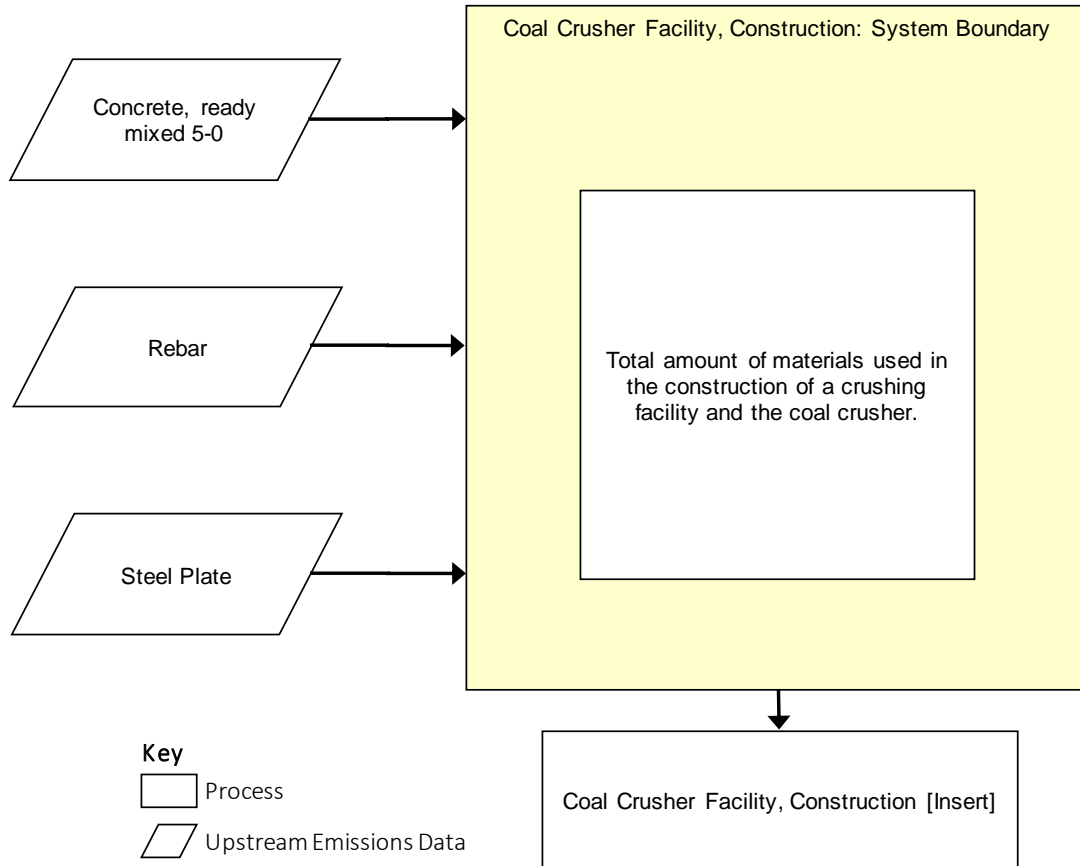 Coal Crusher Facility, Construction: System Boundary
Concrete, ready
mixed 5-0
Rebar
Total amount of materials used in
the construction of a crushing
facility and the coal crusher.
Steel Plate
Key
Process
Upstream Emissions Data
Coal Crusher Facility, Construction [Insert]